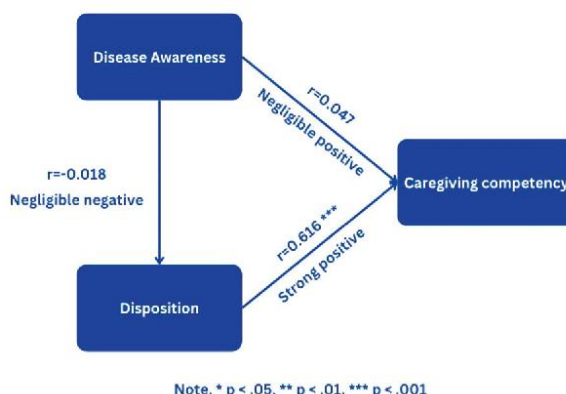 Disease Awareness
r=0.047
Negligible positive
r=-0.018
Negligible negative
Caregiving competency
r=0.616 ***
Strong positive
Disposition
Note. * p < .05, ** p < .01, *** p < .001